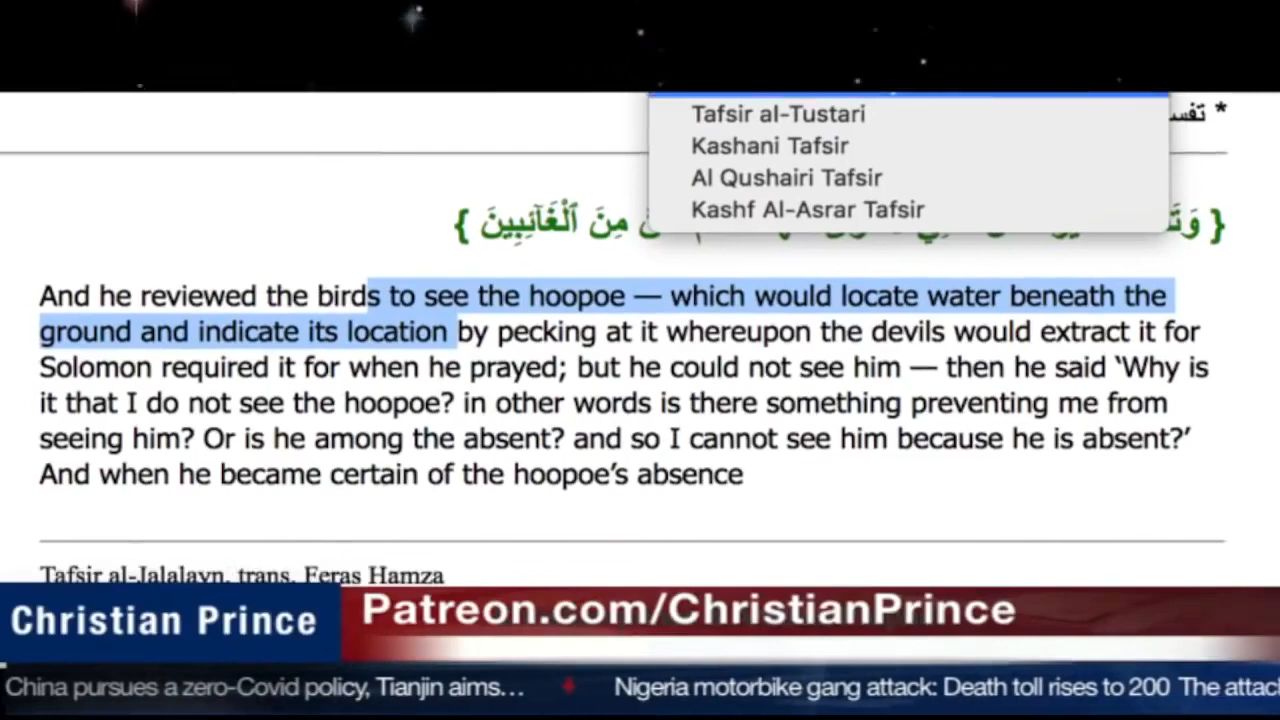 Tafsir al-Tustari
* تفس
Kashani Tafsir
Al Qushairi Tafsir
Kashf Al-Asrar Tafsir
{ مِنَ ٱلْغَآئِبِينَ }
And he reviewed the birds to see the hoopoe — which would locate water beneath the
ground and indicate its location by pecking at it whereupon the devils would extract it for
Solomon required it for when he prayed; but he could not see him — then he said ‘Why is
it that I do not see the hoopoe? in other words is there something preventing me from
seeing him? Or is he among the absent? and so I cannot see him because he is absent?’
And when he became certain of the hoopoe’s absence
Tafsir al-Jalalayn, trans. Feras Hamza
Christian Prince
Patreon.com/ChristianPrince
China pursues a zero-Covid policy, Tianjin aims... Nigeria motorbike gang attack: Death toll rises to 200 The attac